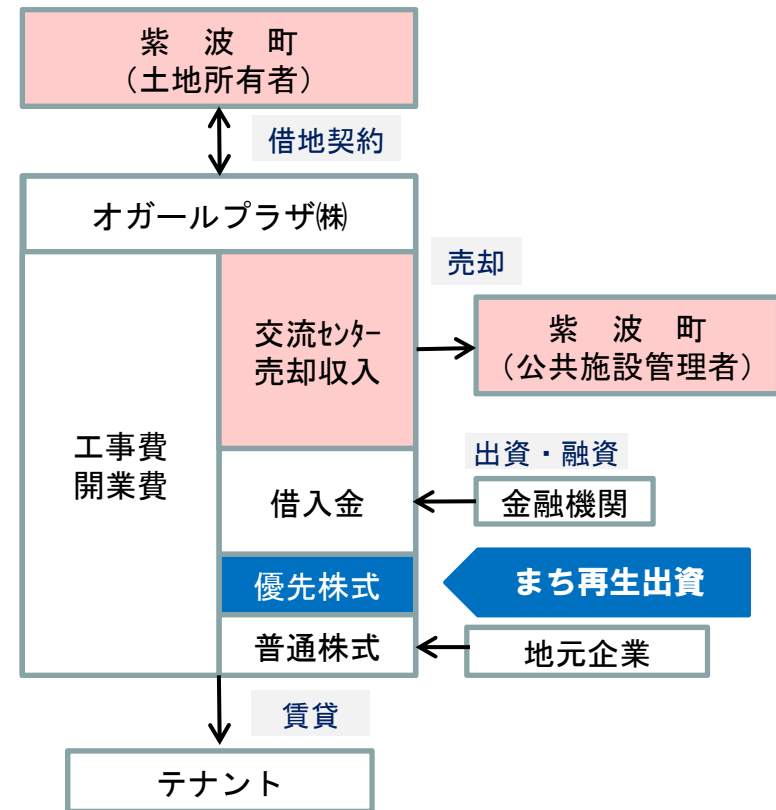 紫　波　町
（土地所有者）
借地契約
オガールプラザ㈱
売却
交流ｾﾝﾀｰ
売却収入
紫　波　町
（公共施設管理者）
工事費
開業費
出資・融資
借入金
金融機関
優先株式
まち再生出資
普通株式
地元企業
賃貸
テナント